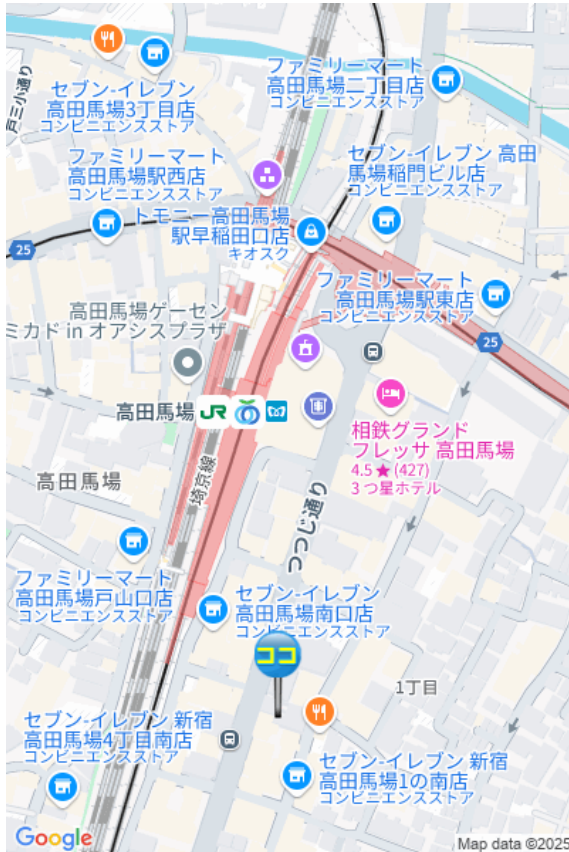 戸三小通り
セブン-イレブン
高田馬場3丁目店
コンビニエンスストア
ファミリーマート
高田馬場二丁目店
コンビニエンスストア
ファミリーマート
高田馬場駅西店
コンビニエンスストア
セブン-イレブン 高田
馬場稲門ビル店
コンビニエンスストア
トモニー高田馬場
駅早稲田口店
キオスク
25
ファミリーマート
高田馬場駅東店
コンビニエンスストア
高田馬場ゲーセン
ミカド in オアシスプラザ
25
高田馬場
JR
相鉄グランド
フレッサ 高田馬場
4.5★(427)
3 つ星ホテル
高田馬場
埼京線
つつじ通り
ファミリーマート
高田馬場戸山口店
コンビニエンスストア
セブン-イレブン
高田馬場南口店
コンビニエンスストア
ココ
1丁目
セブン-イレブン 新宿
高田馬場4丁目南店
コンビニエンスストア
セブン-イレブン 新宿
高田馬場1の南店
コンビニエンスストア
Google
Map data ©2025